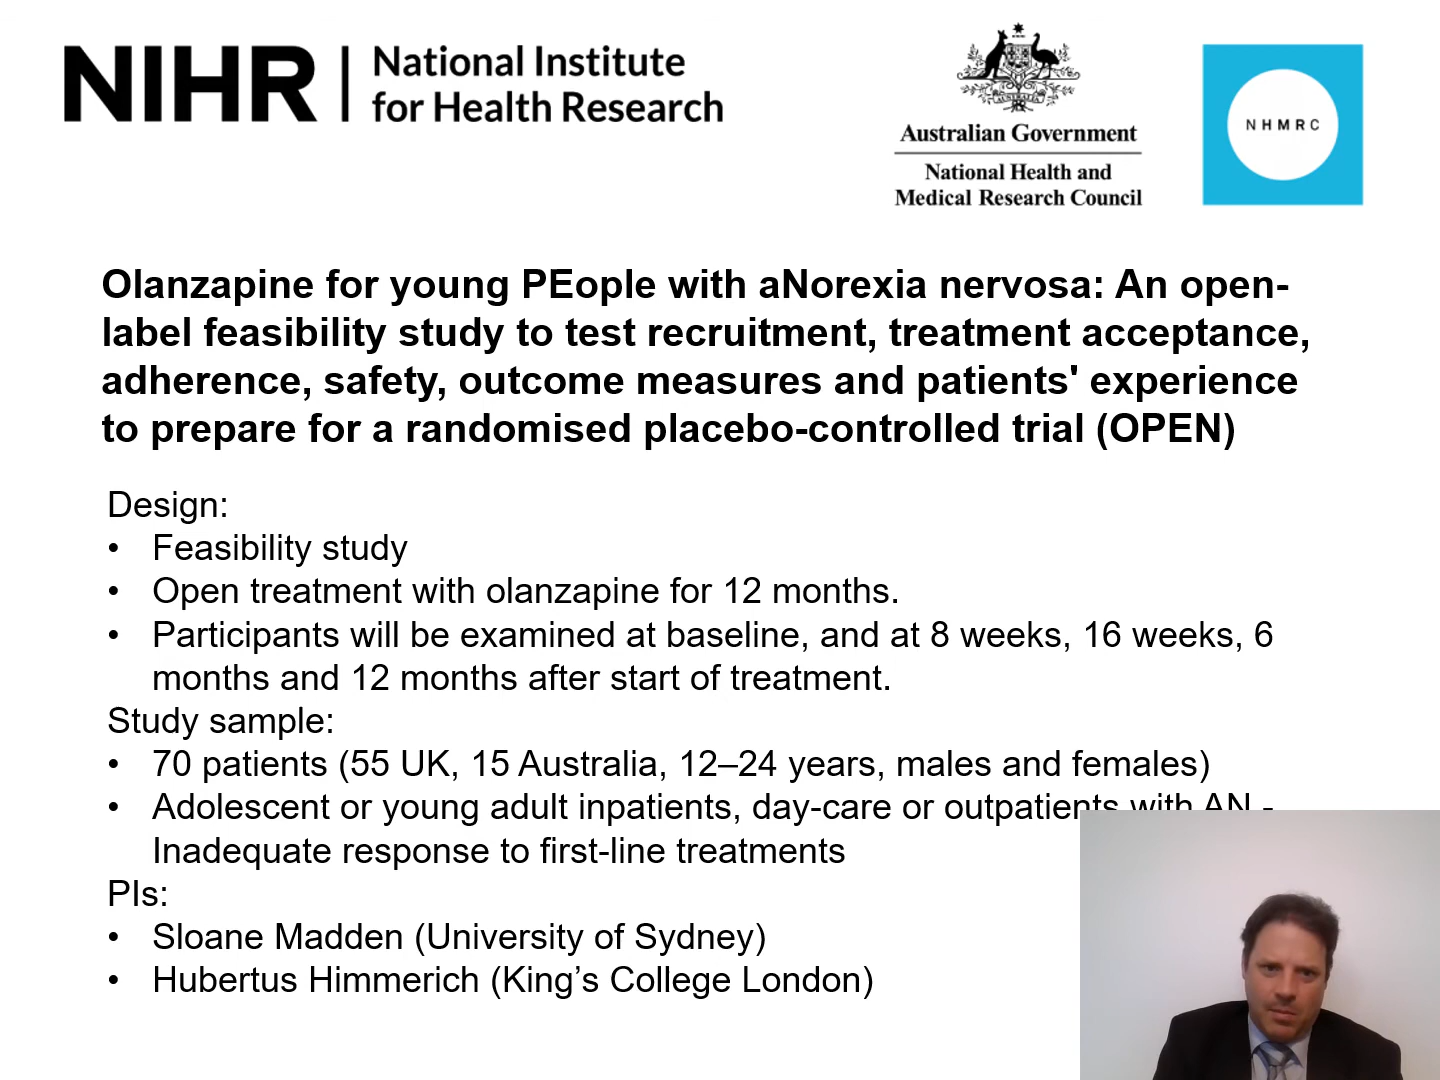 NIHR | National Institute
for Health Research
Australian Government
National Health and
Medical Research Council
NHMRC
Olanzapine for young PEople with aNorexia nervosa: An open-
label feasibility study to test recruitment, treatment acceptance,
adherence, safety, outcome measures and patients' experience
to prepare for a randomised placebo-controlled trial (OPEN)
Design:
• Feasibility study
• Open treatment with olanzapine for 12 months.
• Participants will be examined at baseline, and at 8 weeks, 16 weeks, 6
months and 12 months after start of treatment.
Study sample:
• 70 patients (55 UK, 15 Australia, 12–24 years, males and females)
• Adolescent or young adult inpatients, day-care or outpatients with AN -
Inadequate response to first-line treatments
PIs:
• Sloane Madden (University of Sydney)
• Hubertus Himmerich (King’s College London)